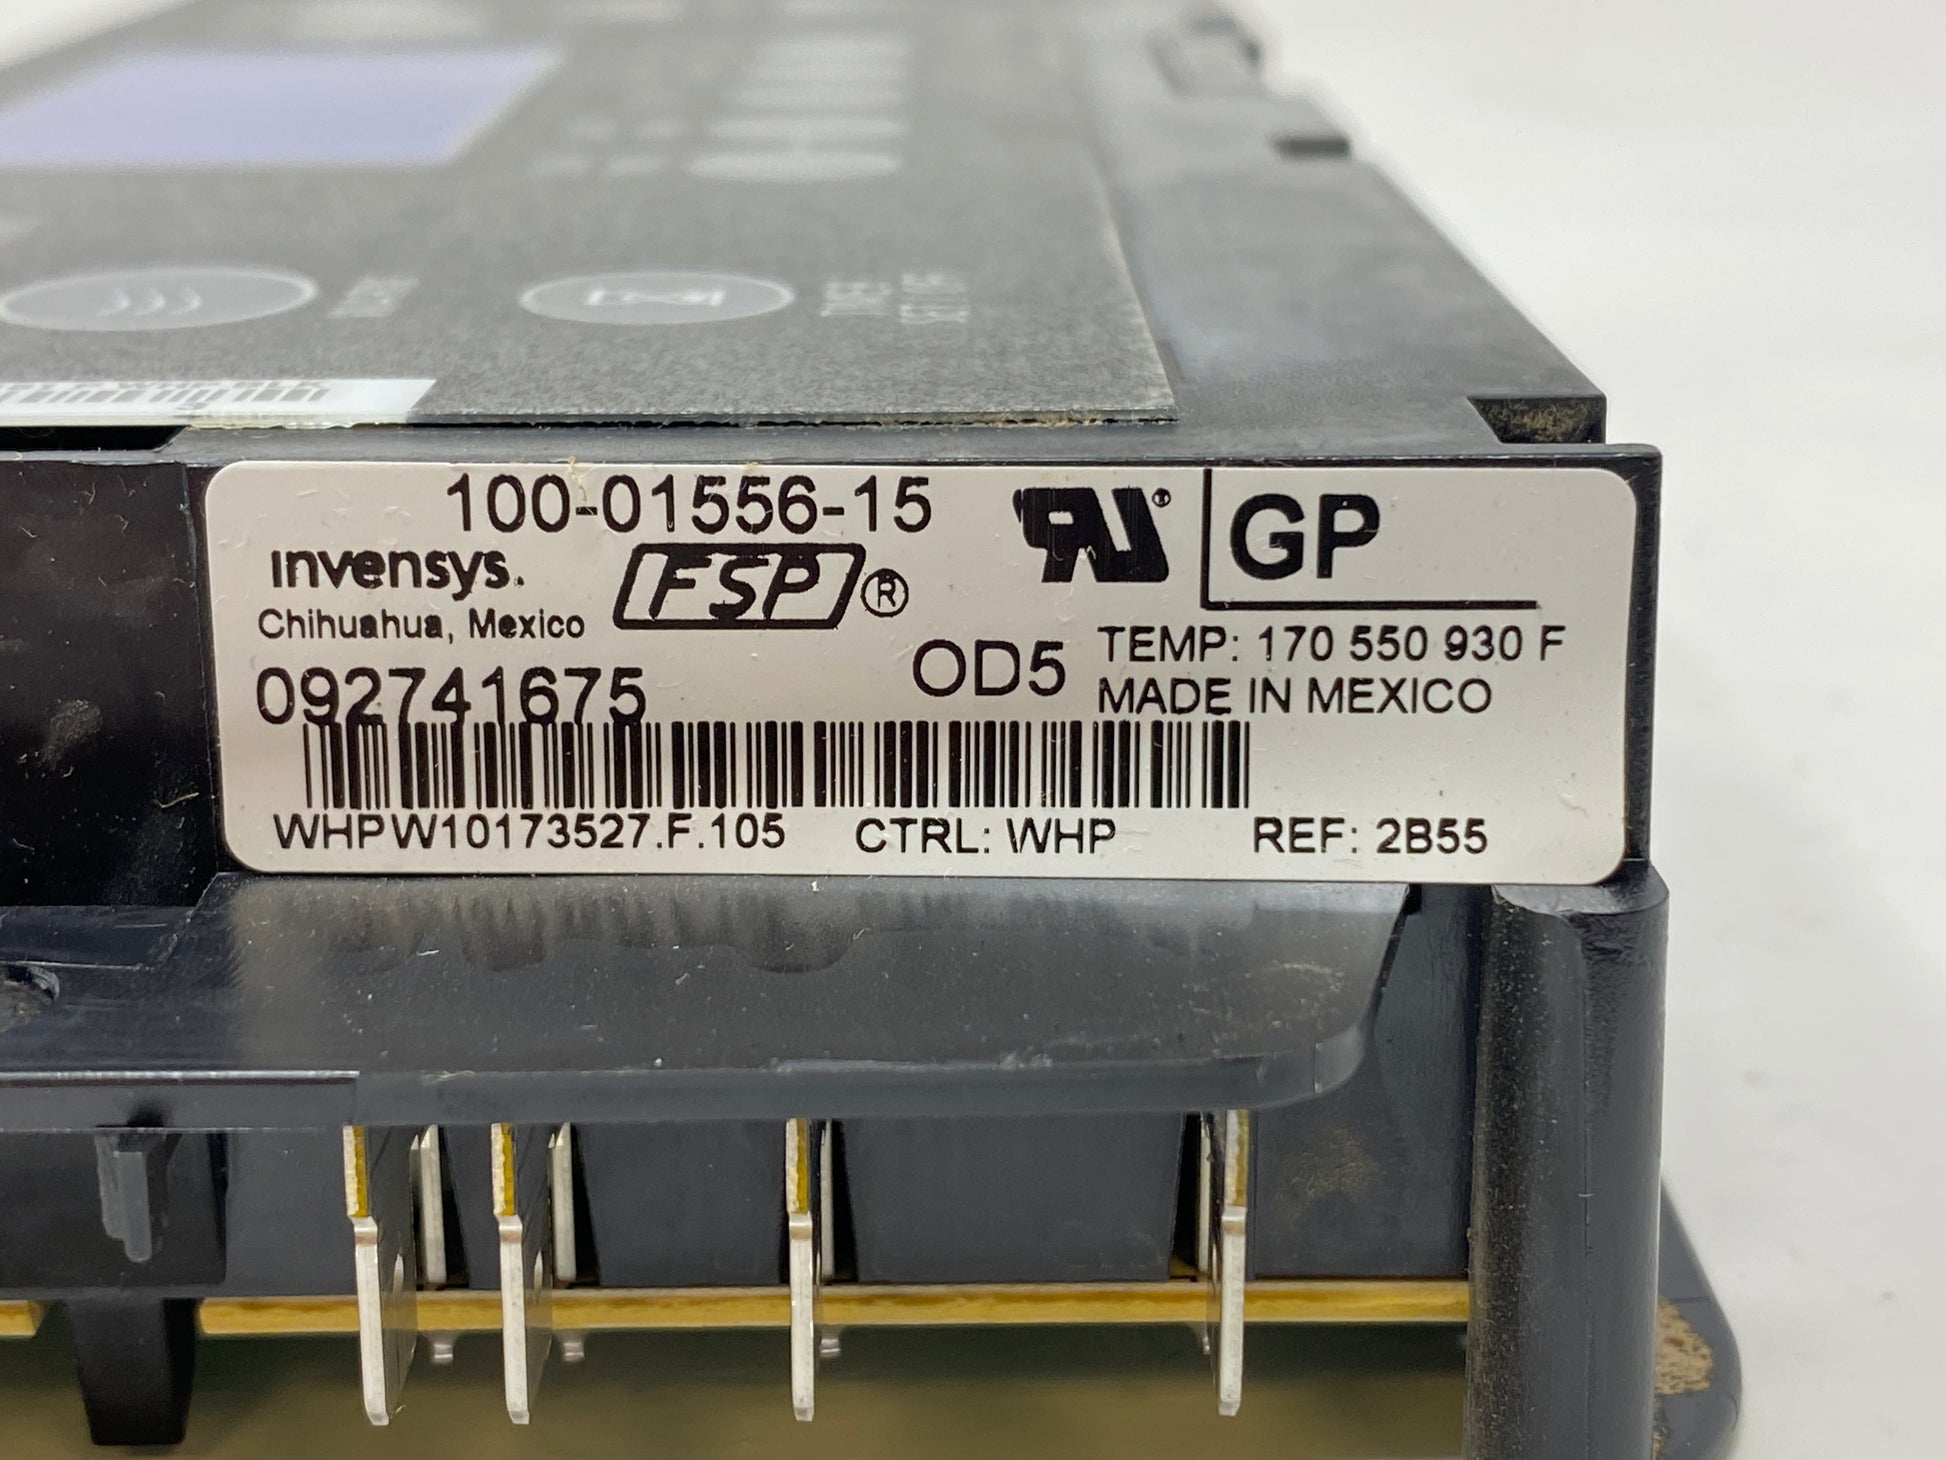 100-01556-15
invensys.
FSP®
Chihuahua, Mexico
092741675
OD5
RU®
GP
TEMP: 170 550 930 F
MADE IN MEXICO
WHPW10173527.F.105 CTRL: WHP REF: 2B55